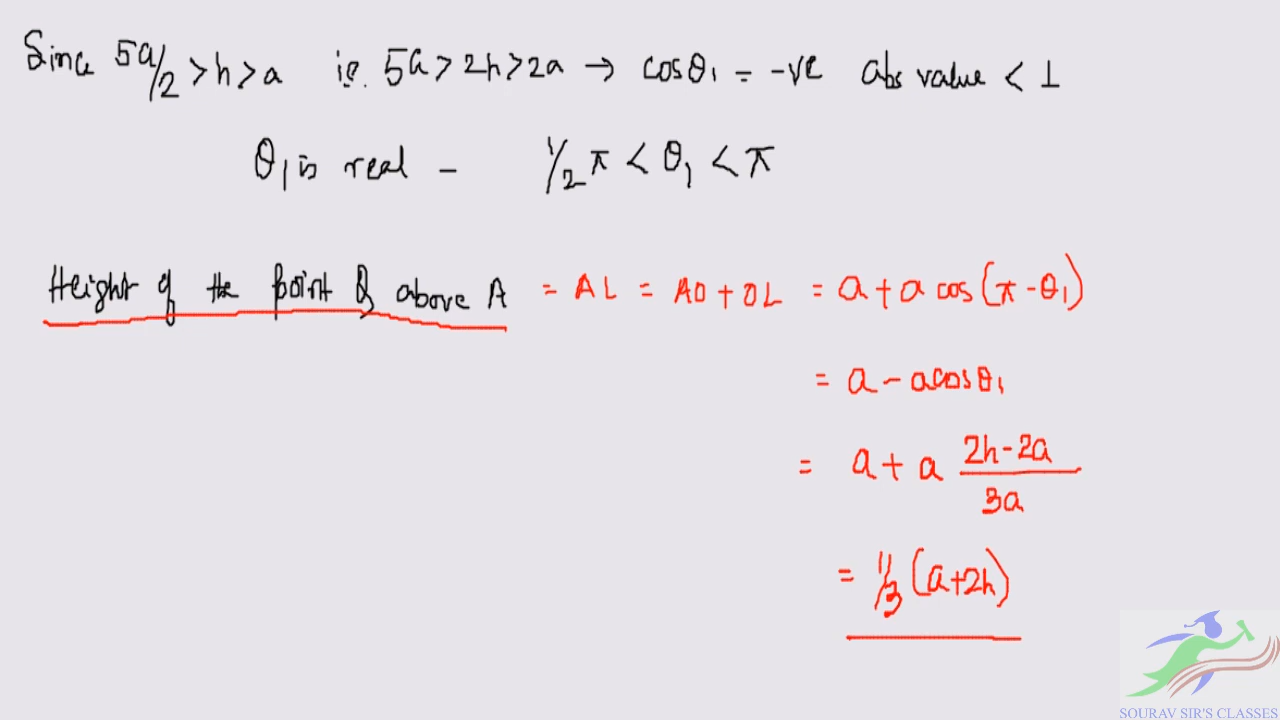 Since 5a/2 > h > a i.e. 5a > 2h > 2a → cosθ₁ = -ve abs value < 1
θ₁ is real - 1/2 π < θ₁ < π
Height of the point Q above A = AL = AO + OL = a + a cos(π - θ₁)
= a - a cosθ₁
= a + a (2h - 2a)/3a
= 1/3 (a+2h)
SOURAV SIR'S CLASSES